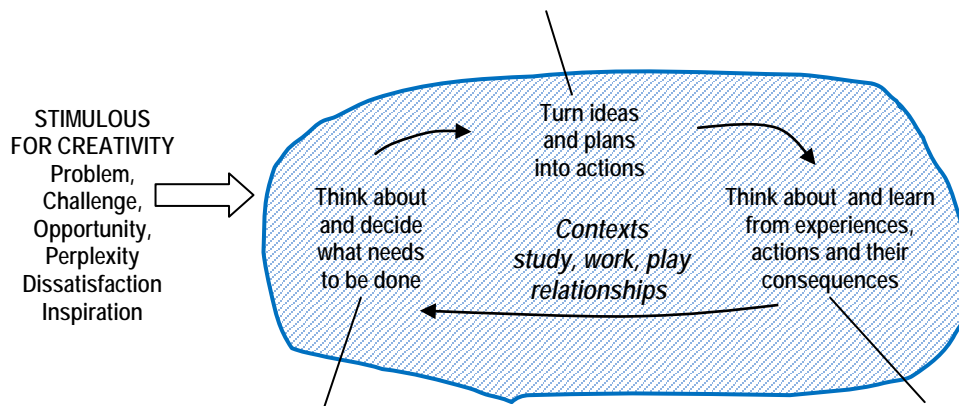 STIMULOUS
FOR CREATIVITY
Problem,
Challenge,
Opportunity,
Perplexity
Dissatisfaction
Inspiration
Think about
and decide
what needs
to be done
Turn ideas
and plans
into actions
Contexts
study, work, play
relationships
Think about and learn
from experiences,
actions and their
consequences